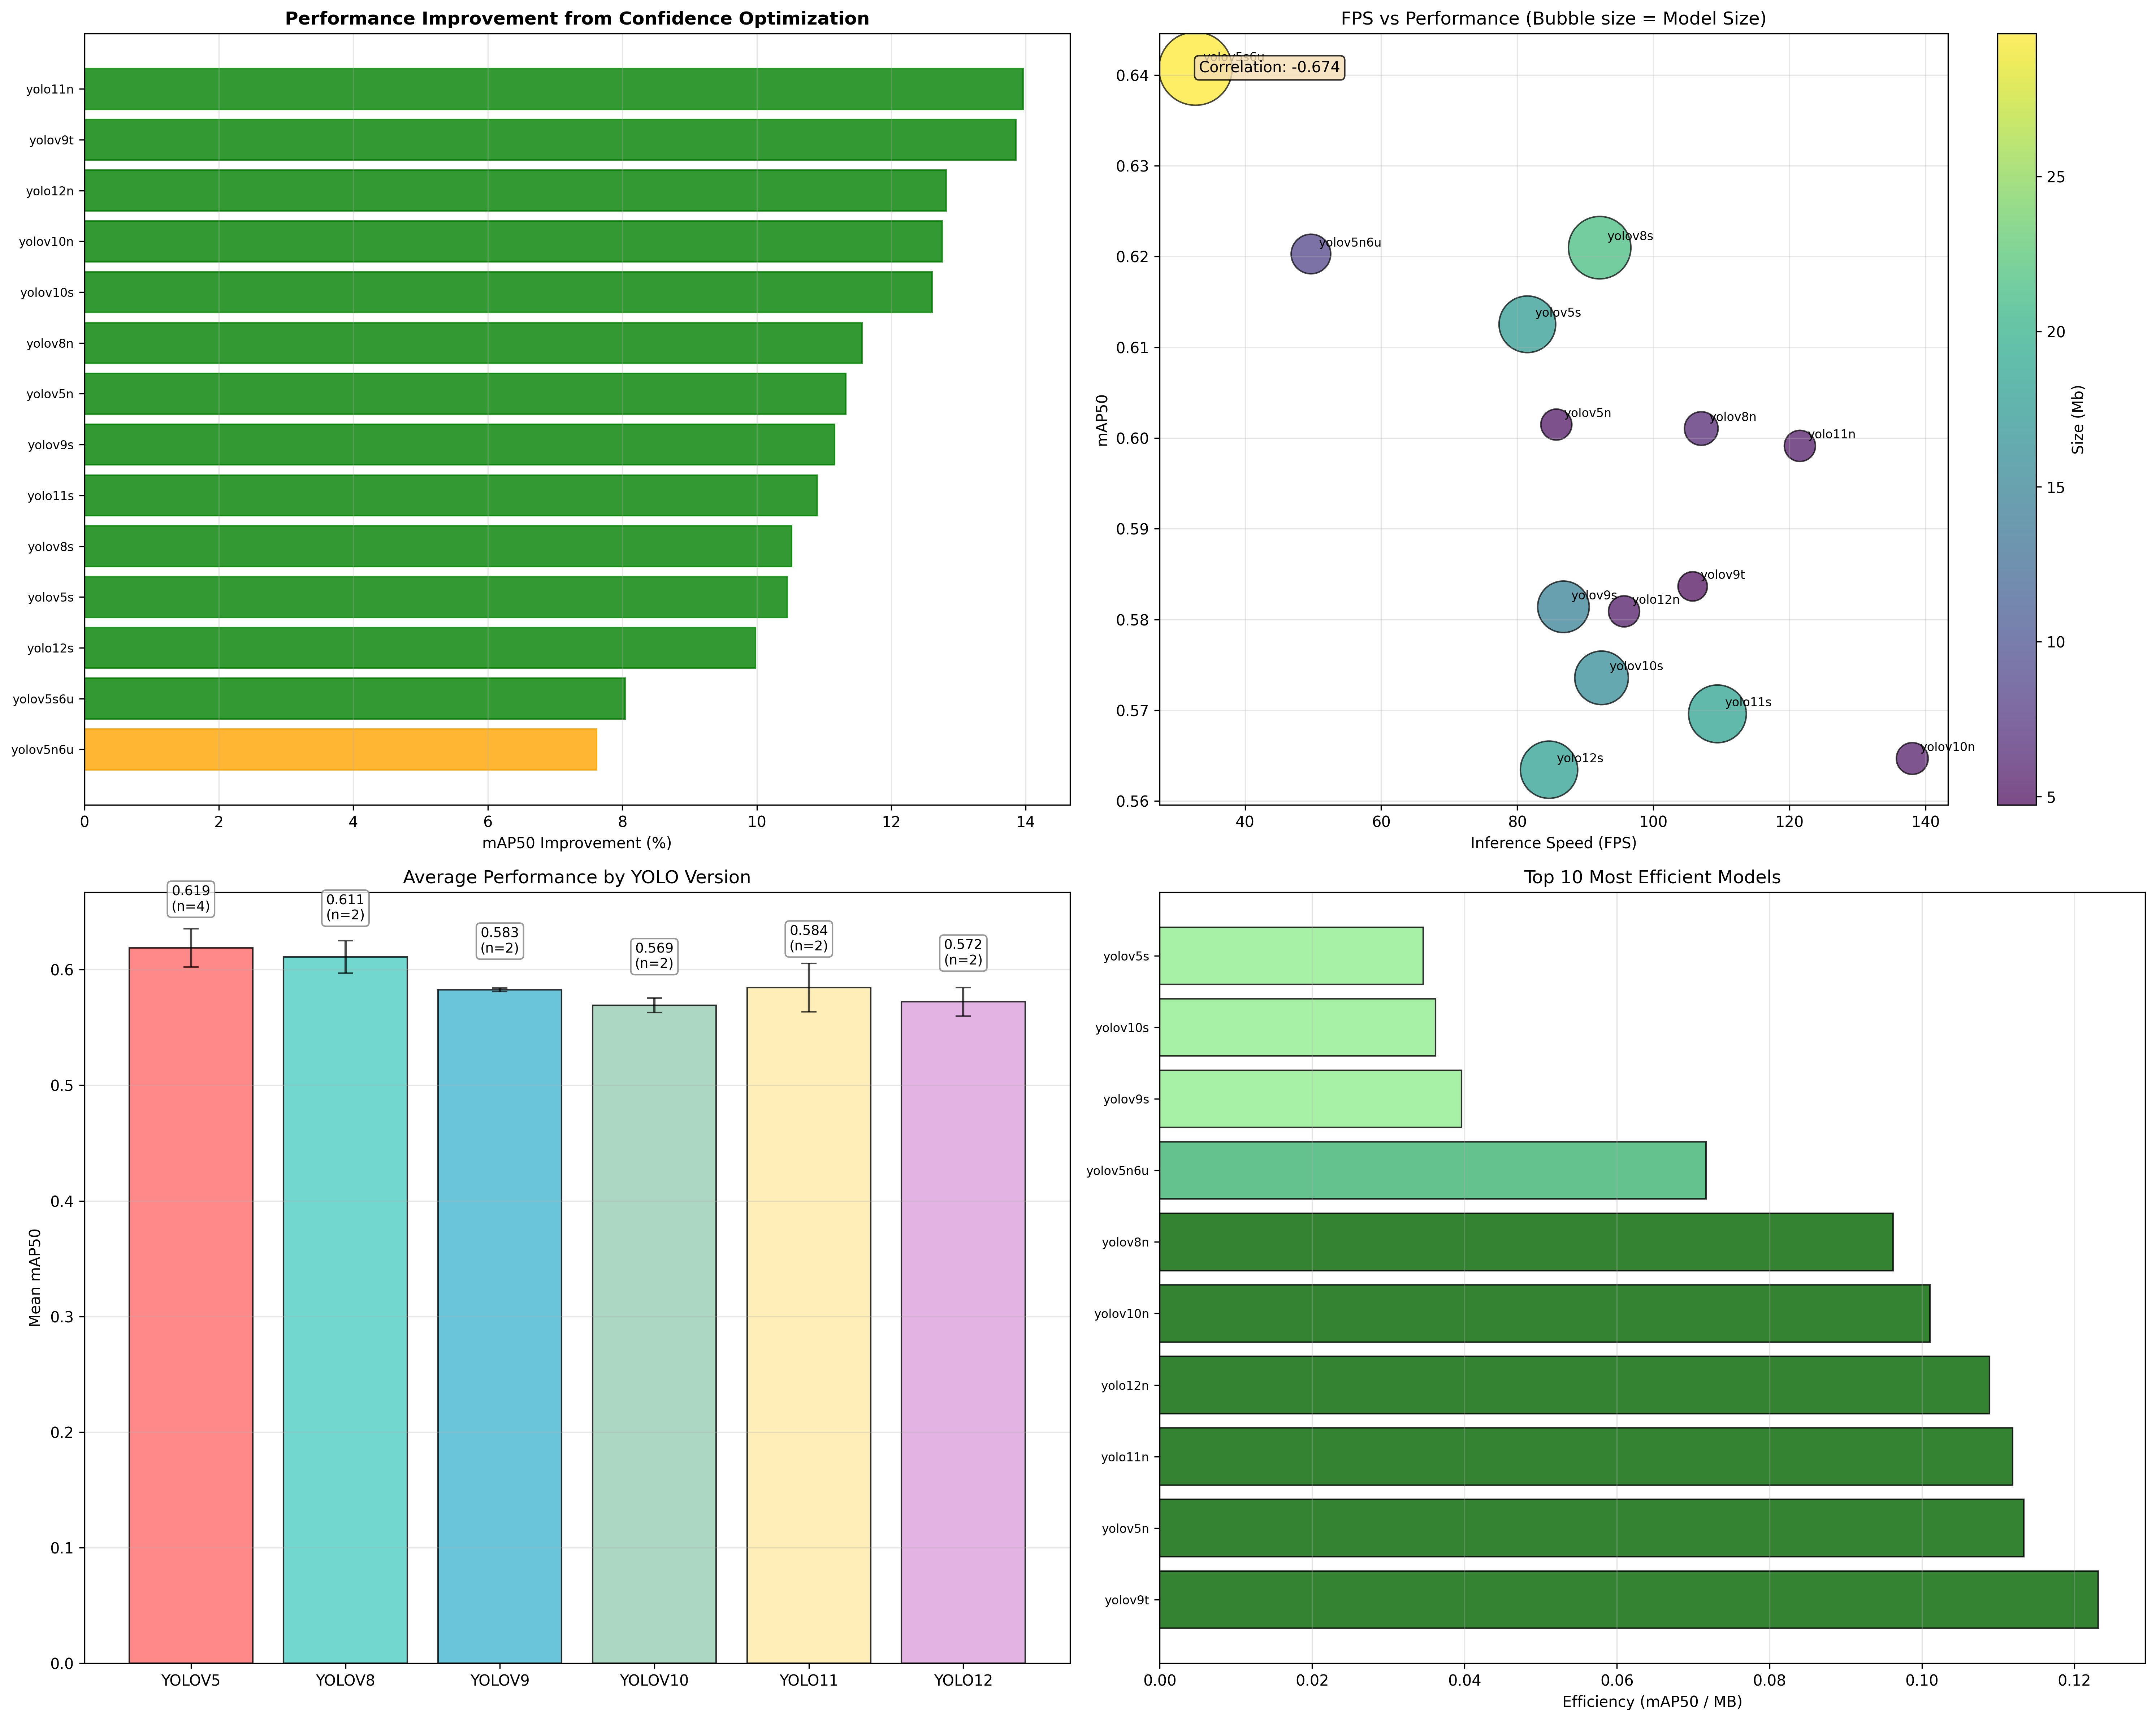 Performance Improvement from Confidence Optimization
yolo11n
yolov9t
yolo12n
yolov10n
yolov10s
yolov8n
yolov5n
yolov9s
yolo11s
yolov8s
yolov5s
yolo12s
yolov5s6u
yolov5n6u
0 2 4 6 8 10 12 14
mAP50 Improvement (%)
FPS vs Performance (Bubble size = Model Size)
mAP50
0.64
0.63
0.62
0.61
0.60
0.59
0.58
0.57
0.56
yolov5s6u
Correlation: -0.674
yolov5n6u
yolov8s
yolov5s
yolov5n
yolov8n
yolo11n
yolov9t
yolov9s
yolo12n
yolov10s
yolo11s
yolov10n
yolo12s
40 60 80 100 120 140
Inference Speed (FPS)
25
20
15
10
5
Size (Mb)
Average Performance by YOLO Version
Mean mAP50
0.6
0.5
0.4
0.3
0.2
0.1
0.0
0.619
(n=4)
0.611
(n=2)
0.583
(n=2)
0.569
(n=2)
0.584
(n=2)
0.572
(n=2)
YOLOV5 YOLOV8 YOLOV9 YOLOV10 YOLO11 YOLO12
Top 10 Most Efficient Models
yolov5s
yolov10s
yolov9s
yolov5n6u
yolov8n
yolov10n
yolo12n
yolo11n
yolov5n
yolov9t
0.00 0.02 0.04 0.06 0.08 0.10 0.12
Efficiency (mAP50 / MB)